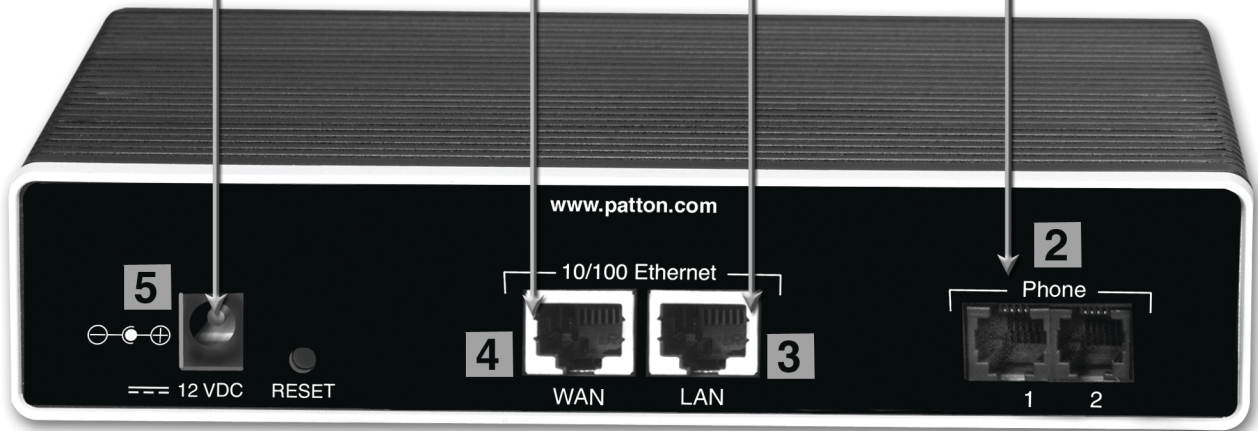 www.patton.com
2
10/100 Ethernet
5
Phone
4
3
12 VDC
RESET
WAN
LAN
1
2